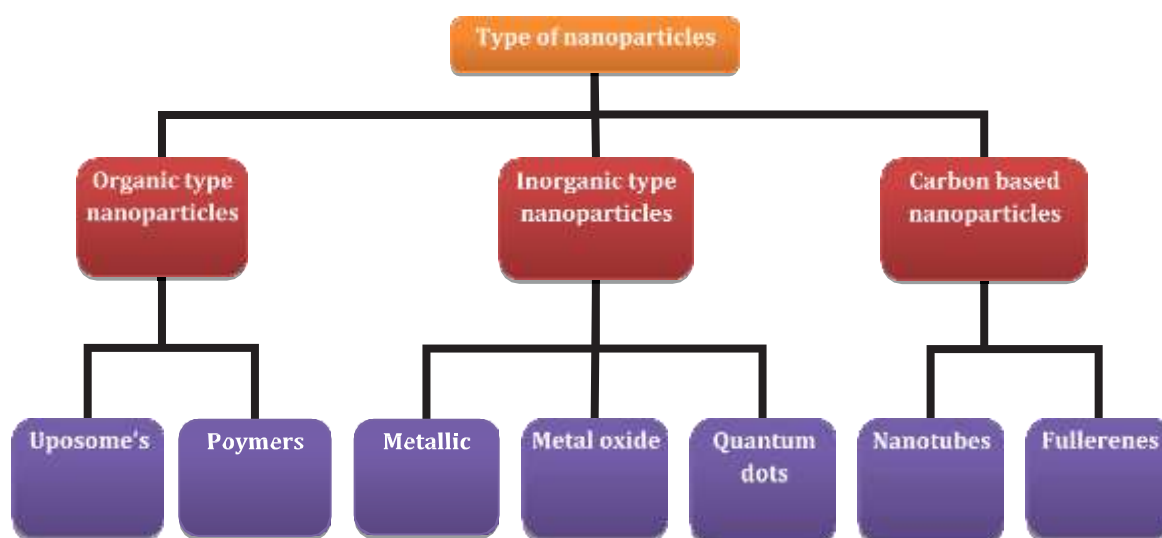 Type of nanoparticles
Organic type
nanoparticles
Inorganic type
nanoparticles
Carbon based
nanoparticles
Uposome's
Poymers
Metallic
Metal oxide
Quantum
dots
Nanotubes
Fullerenes